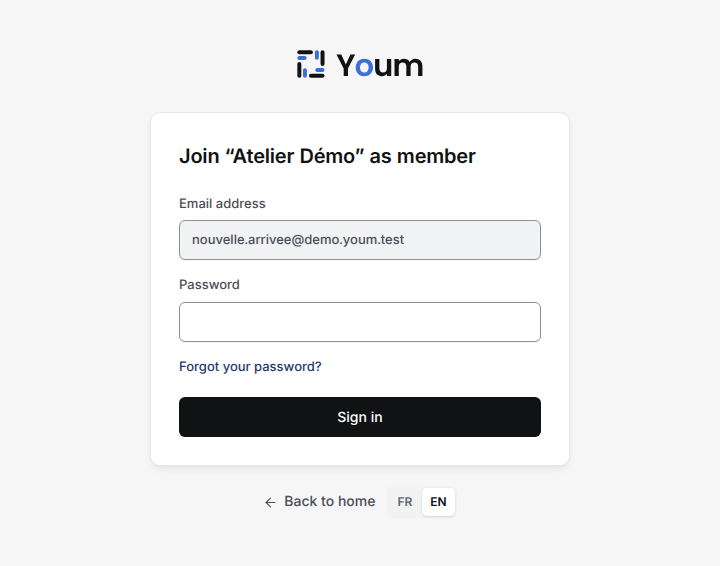 Youm
Join “Atelier Démo” as member
Email address
nouvelle.arrivee@demo.youm.test
Password
Forgot your password?
Sign in
← Back to home FR EN